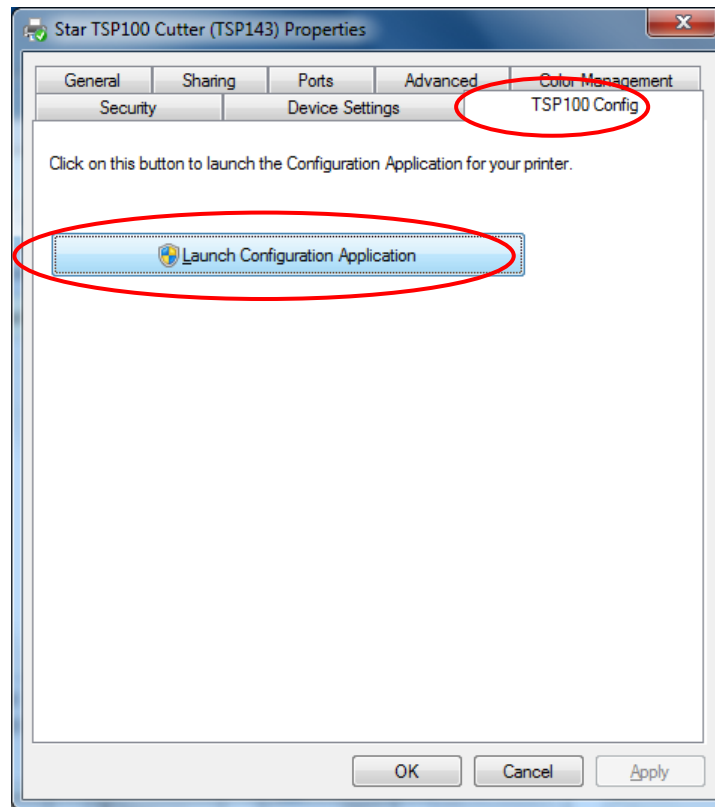 Star TSP100 Cutter (TSP143) Properties
General Sharing Ports Advanced Color Management
Security Device Settings TSP100 Config
Click on this button to launch the Configuration Application for your printer.
Launch Configuration Application
OK Cancel Apply